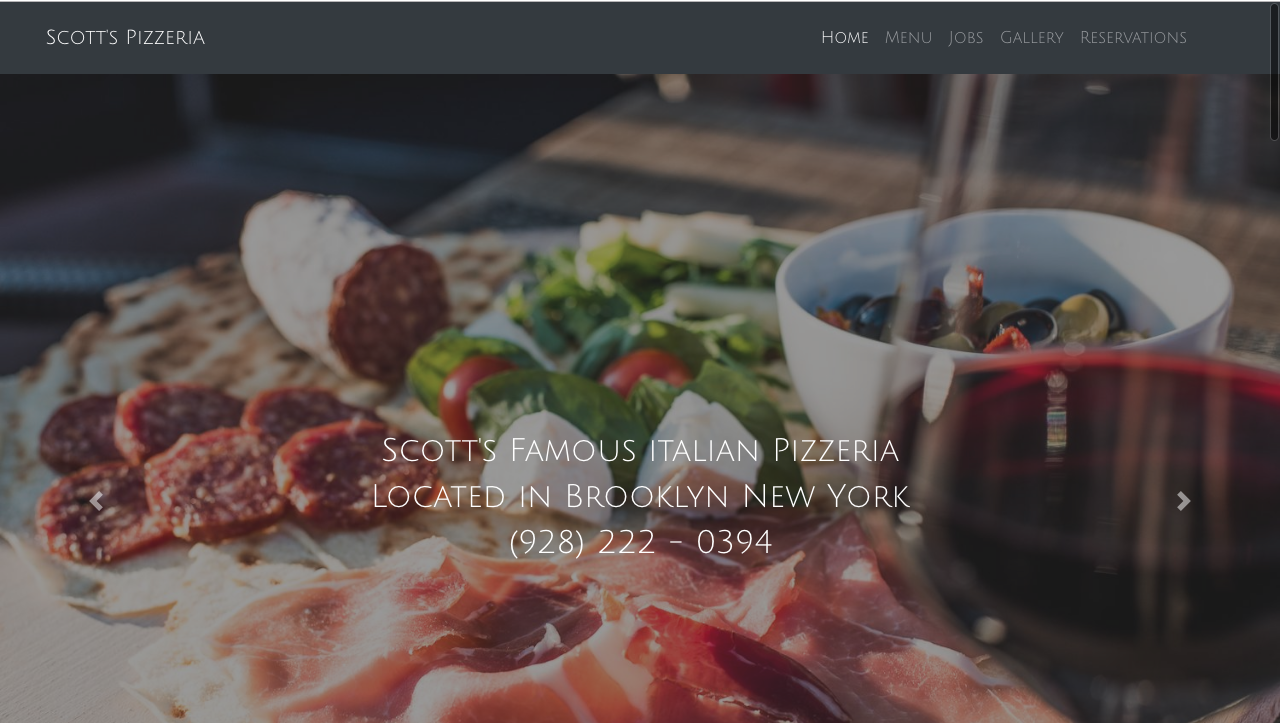 Scott's Pizzeria
Home Menu Jobs Gallery Reservations
Scott's Famous italian Pizzeria
Located in Brooklyn New York
(928) 222 - 0394